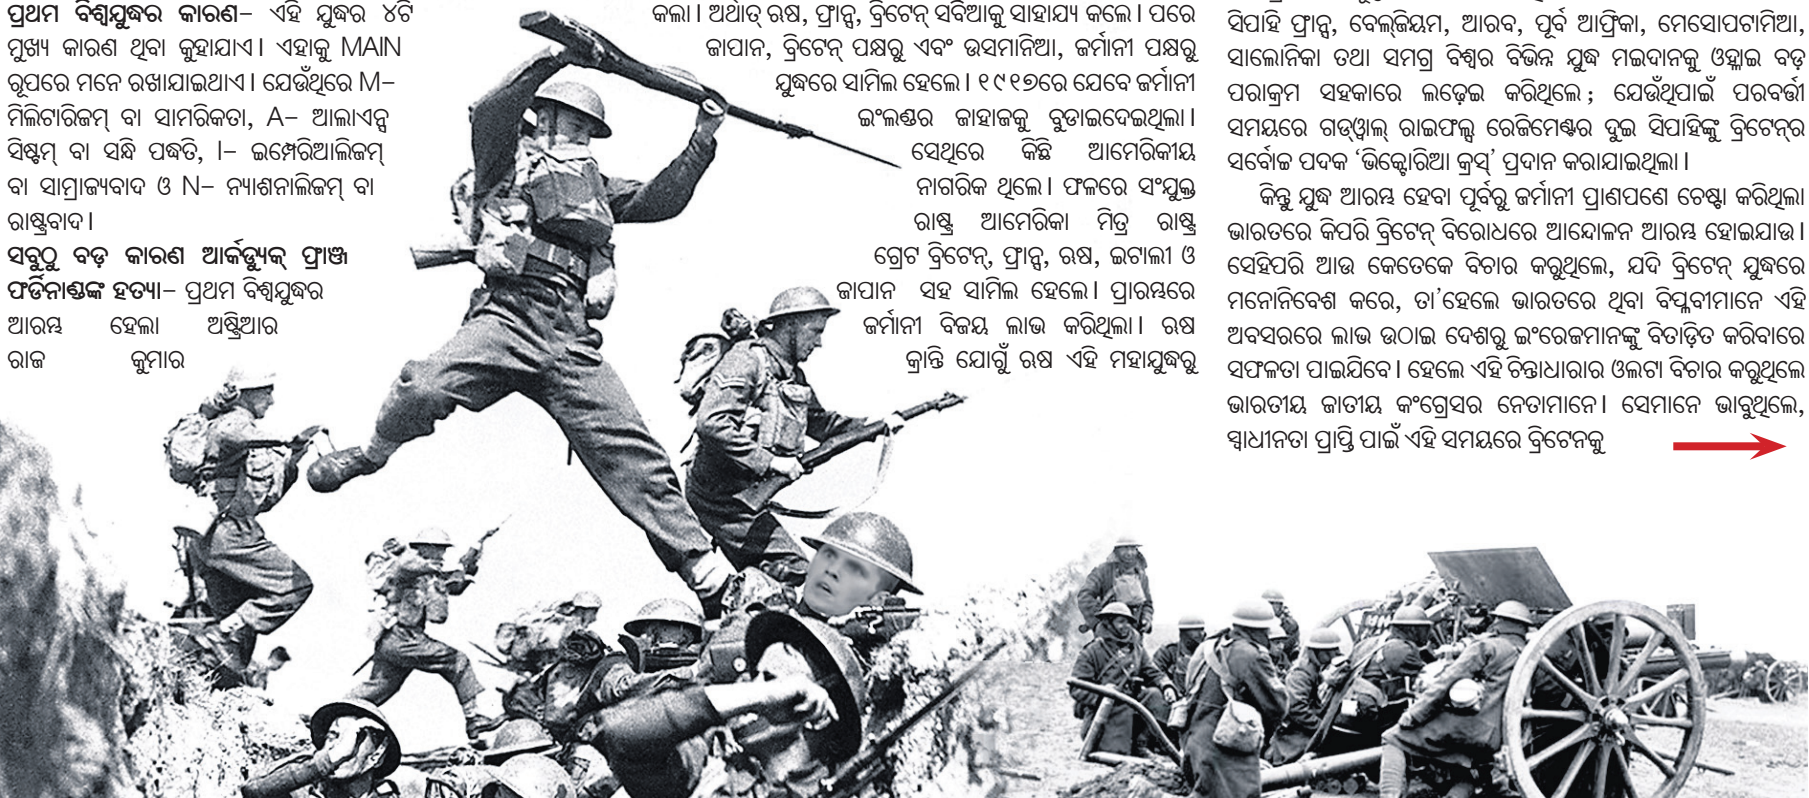 ପ୍ରଥମ ବିଶ୍ୱଯୁଦ୍ଧର କାରଣ– ଏହି ଯୁଦ୍ଧର ୪ଟି
ମୁଖ୍ୟ କାରଣ ଥିବା କୁହାଯାଏ। ଏହାକୁ MAIN
ରୂପରେ ମନେ ରଖାଯାଇଥାଏ। ଯେଉଁଥିରେ M–
ମିଲିଟାରିଜମ୍ ବା ସାମରିକତା, A– ଆଲାଏନ୍ସ
ସିଷ୍ଟମ୍ ବା ସନ୍ଧି ପଦ୍ଧତି, I– ଇମ୍ପେରିଆଲିଜମ୍
ବା ସାମ୍ରାଜ୍ୟବାଦ ଓ N– ନ୍ୟାଶନାଲିଜମ୍ ବା
ରାଷ୍ଟ୍ରବାଦ।
ସବୁଠୁ ବଡ଼ କାରଣ ଆର୍କଡ୍ୟୁକ୍ ଫ୍ରାଞ୍ଜ
ଫର୍ଡିନାଣ୍ଡଙ୍କ ହତ୍ୟା– ପ୍ରଥମ ବିଶ୍ୱଯୁଦ୍ଧର
ଆରମ୍ଭ ହେଲା ଅଷ୍ଟ୍ରିଆର
ରାଜ କୁମାର
କଲା। ଅର୍ଥାତ୍ ଋଷ, ଫ୍ରାନ୍ସ, ବ୍ରିଟେନ୍ ସର୍ବିଆକୁ ସାହାଯ୍ୟ କଲେ। ପରେ
ଜାପାନ, ବ୍ରିଟେନ୍ ପକ୍ଷରୁ ଏବଂ ଉସମାନିଆ, ଜର୍ମାନୀ ପକ୍ଷରୁ
ଯୁଦ୍ଧରେ ସାମିଲ ହେଲେ। ୧୯୧୭ରେ ଯେବେ ଜର୍ମାନୀ
ଇଂଲଣ୍ଡର ଜାହାଜକୁ ବୁଡାଇଦେଇଥିଲା।
ସେଥିରେ କିଛି ଆମେରିକୀୟ
ନାଗରିକ ଥିଲେ। ଫଳରେ ସଂଯୁକ୍ତ
ରାଷ୍ଟ୍ର ଆମେରିକା ମିତ୍ର ରାଷ୍ଟ୍ର
ଗ୍ରେଟ ବ୍ରିଟେନ୍, ଫ୍ରାନ୍ସ, ଋଷ, ଇଟାଲୀ ଓ
ଜାପାନ ସହ ସାମିଲ ହେଲେ। ପ୍ରାରମ୍ଭରେ
ଜର୍ମାନୀ ବିଜୟ ଲାଭ କରିଥିଲା। ଋଷ
କ୍ରାନ୍ତି ଯୋଗୁଁ ଋଷ ଏହି ମହାଯୁଦ୍ଧରୁ
ସିପାହି ଫ୍ରାନ୍ସ, ବେଲ୍‌ଜିୟମ, ଆରବ, ପୂର୍ବ ଆଫ୍ରିକା, ମେସୋପଟାମିଆ,
ସାଲୋନିକା ତଥା ସମଗ୍ର ବିଶ୍ୱର ବିଭିନ୍ନ ଯୁଦ୍ଧ ମଇଦାନକୁ ଓହ୍ଲାଇ ବଡ଼
ପରାକ୍ରମ ସହକାରେ ଲଢ଼େଇ କରିଥିଲେ; ଯେଉଁଥିପାଇଁ ପରବର୍ତ୍ତୀ
ସମୟରେ ଗଡ୍‌ୱାଲ୍ ରାଇଫଲ୍ସ ରେଜିମେଣ୍ଟର ଦୁଇ ସିପାହିଙ୍କୁ ବ୍ରିଟେନ୍‌ର
ସର୍ବୋଚ୍ଚ ପଦକ ‘ଭିକ୍ଟୋରିଆ କ୍ରସ୍’ ପ୍ରଦାନ କରାଯାଇଥିଲା।
କିନ୍ତୁ ଯୁଦ୍ଧ ଆରମ୍ଭ ହେବା ପୂର୍ବରୁ ଜର୍ମାନୀ ପ୍ରାଣପଣେ ଚେଷ୍ଟା କରିଥିଲା
ଭାରତରେ କିପରି ବ୍ରିଟେନ୍ ବିରୋଧରେ ଆନ୍ଦୋଳନ ଆରମ୍ଭ ହୋଇଯାଉ।
ସେହିପରି ଆଉ କେତେକେ ବିଚାର କରୁଥିଲେ, ଯଦି ବ୍ରିଟେନ୍ ଯୁଦ୍ଧରେ
ମନୋନିବେଶ କରେ, ତା’ହେଲେ ଭାରତରେ ଥିବା ବିପ୍ଳବୀମାନେ ଏହି
ଅବସରରେ ଲାଭ ଉଠାଇ ଦେଶରୁ ଇଂରେଜମାନଙ୍କୁ ବିତାଡ଼ିତ କରିବାରେ
ସଫଳତା ପାଇଯିବେ। ହେଲେ ଏହି ଚିନ୍ତାଧାରାର ଓଲଟା ବିଚାର କରୁଥିଲେ
ଭାରତୀୟ ଜାତୀୟ କଂଗ୍ରେସର ନେତାମାନେ। ସେମାନେ ଭାବୁଥିଲେ,
ସ୍ୱାଧୀନତା ପ୍ରାପ୍ତି ପାଇଁ ଏହି ସମୟରେ ବ୍ରିଟେନକୁ